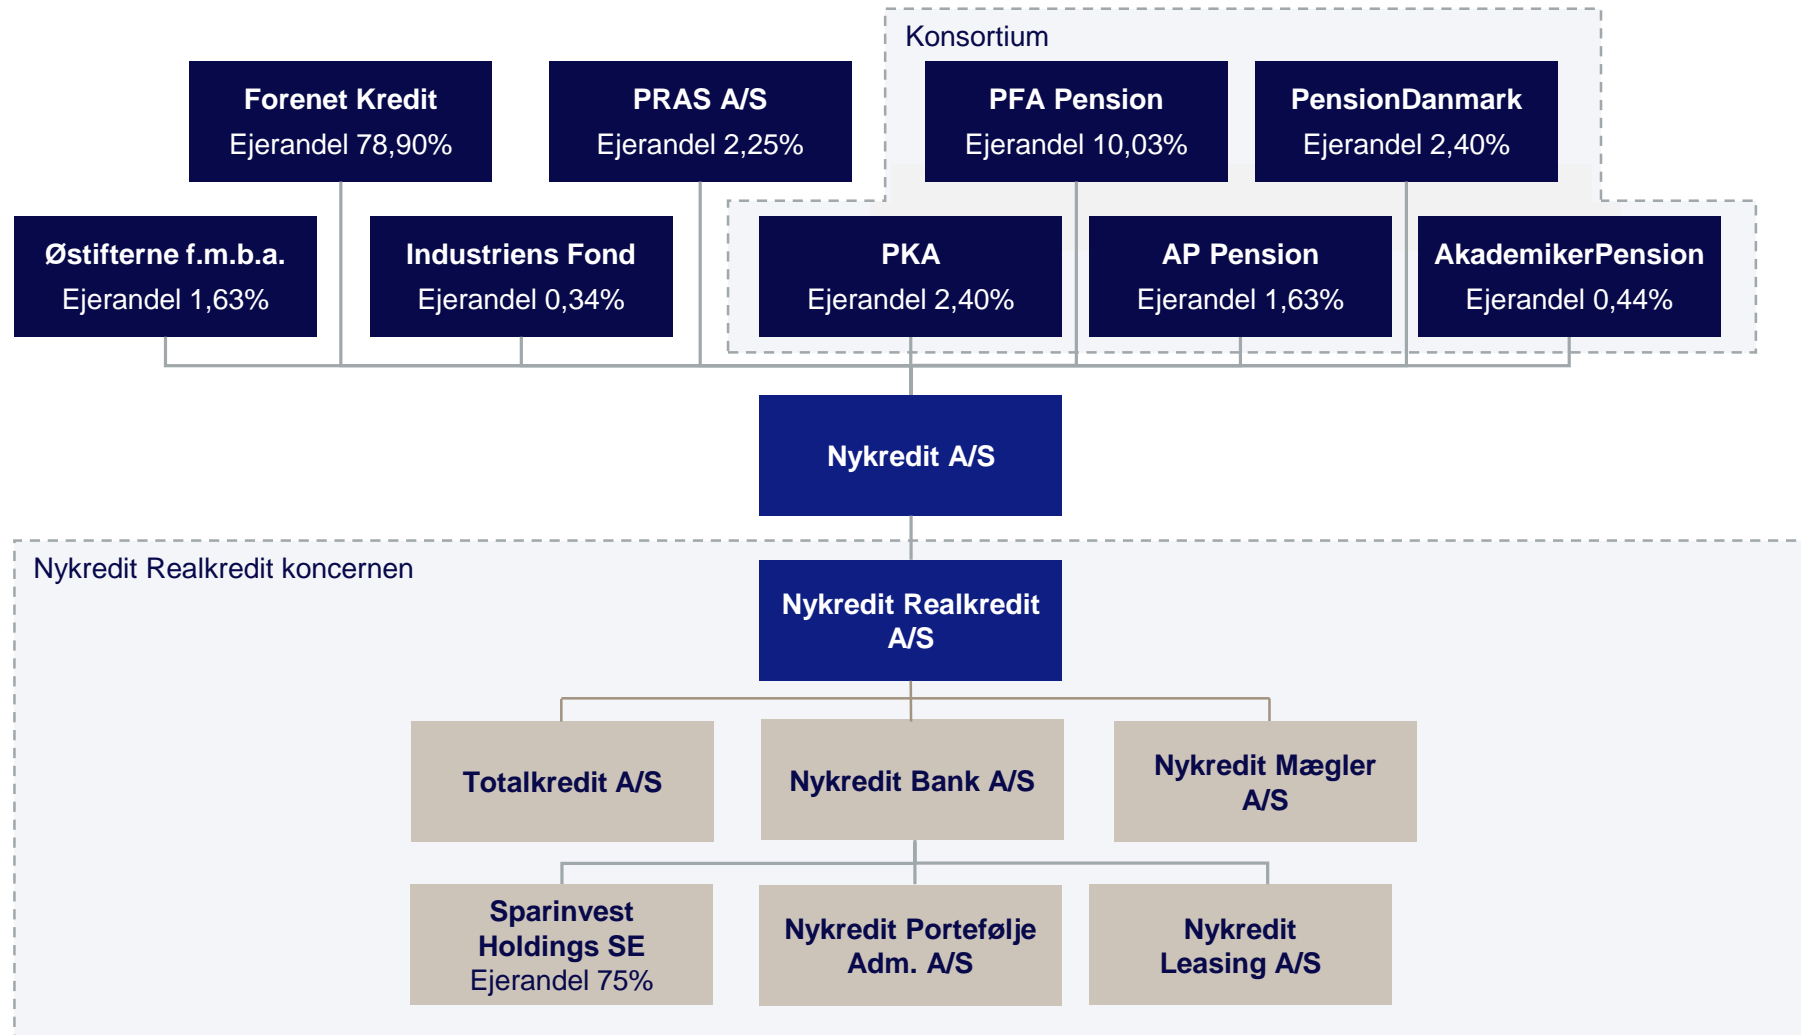 Konsortium
Forenet Kredit
Ejerandel 78,90%
PRAS A/S
Ejerandel 2,25%
PFA Pension
Ejerandel 10,03%
PensionDanmark
Ejerandel 2,40%
Østifterne f.m.b.a.
Ejerandel 1,63%
Industriens Fond
Ejerandel 0,34%
PKA
Ejerandel 2,40%
AP Pension
Ejerandel 1,63%
AkademikerPension
Ejerandel 0,44%
Nykredit A/S
Nykredit Realkredit koncernen
Nykredit Realkredit
A/S
Totalkredit A/S
Nykredit Bank A/S
Nykredit Mægler
A/S
Sparinvest
Holdings SE
Ejerandel 75%
Nykredit Portefølje
Adm. A/S
Nykredit
Leasing A/S